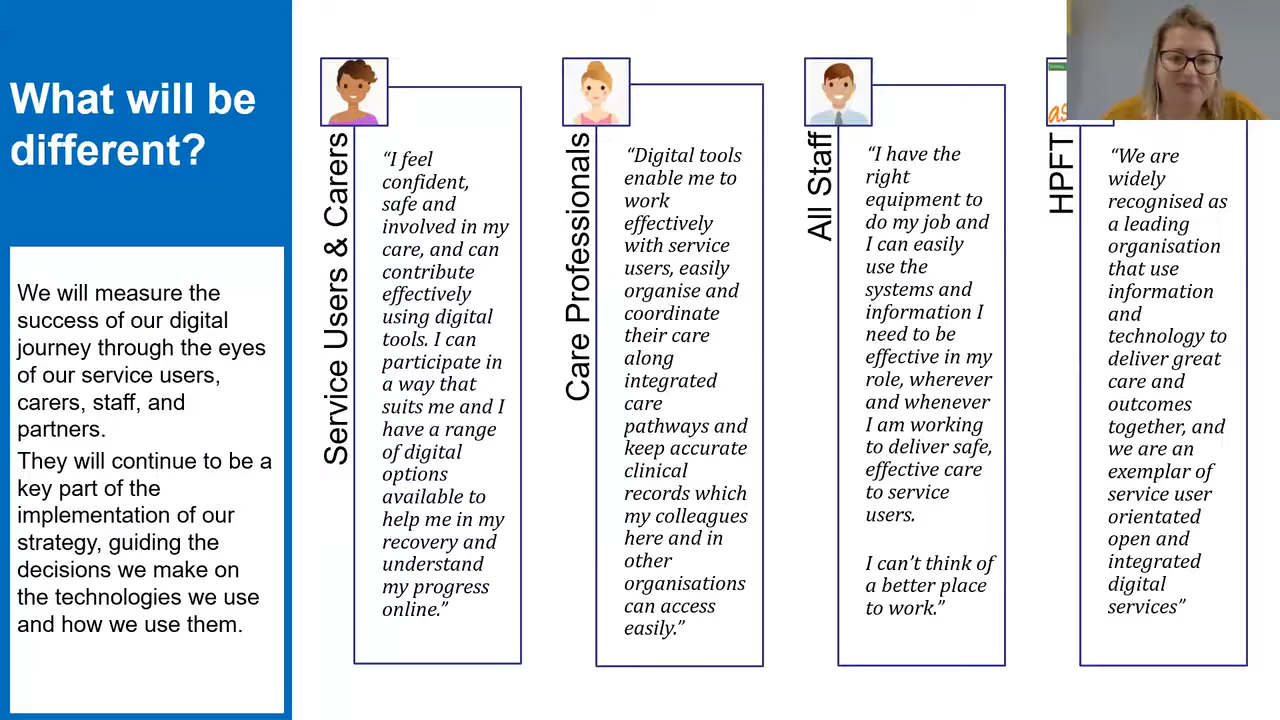 What will be
different?
We will measure the
success of our digital
journey through the eyes
of our service users,
carers, staff, and
partners.
They will continue to be a
key part of the
implementation of our
strategy, guiding the
decisions we make on
the technologies we use
and how we use them.
Service Users & Carers
“I feel
confident,
safe and
involved in my
care, and can
contribute
effectively
using digital
tools. I can
participate in
a way that
suits me and I
have a range
of digital
options
available to
help me in my
recovery and
understand
my progress
online.”
Care Professionals
“Digital tools
enable me to
work
effectively
with service
users, easily
organise and
coordinate
their care
along
integrated
care
pathways and
keep accurate
clinical
records which
my colleagues
here and in
other
organisations
can access
easily.”
All Staff
“I have the
right
equipment to
do my job and
I can easily
use the
systems and
information I
need to be
effective in my
role, wherever
and whenever
I am working
to deliver safe,
effective care
to service
users.
I can’t think of
a better place
to work.”
HPFT
“We are
widely
recognised as
a leading
organisation
that use
information
and
technology to
deliver great
care and
outcomes
together, and
we are an
exemplar of
service user
orientated
open and
integrated
digital
services”